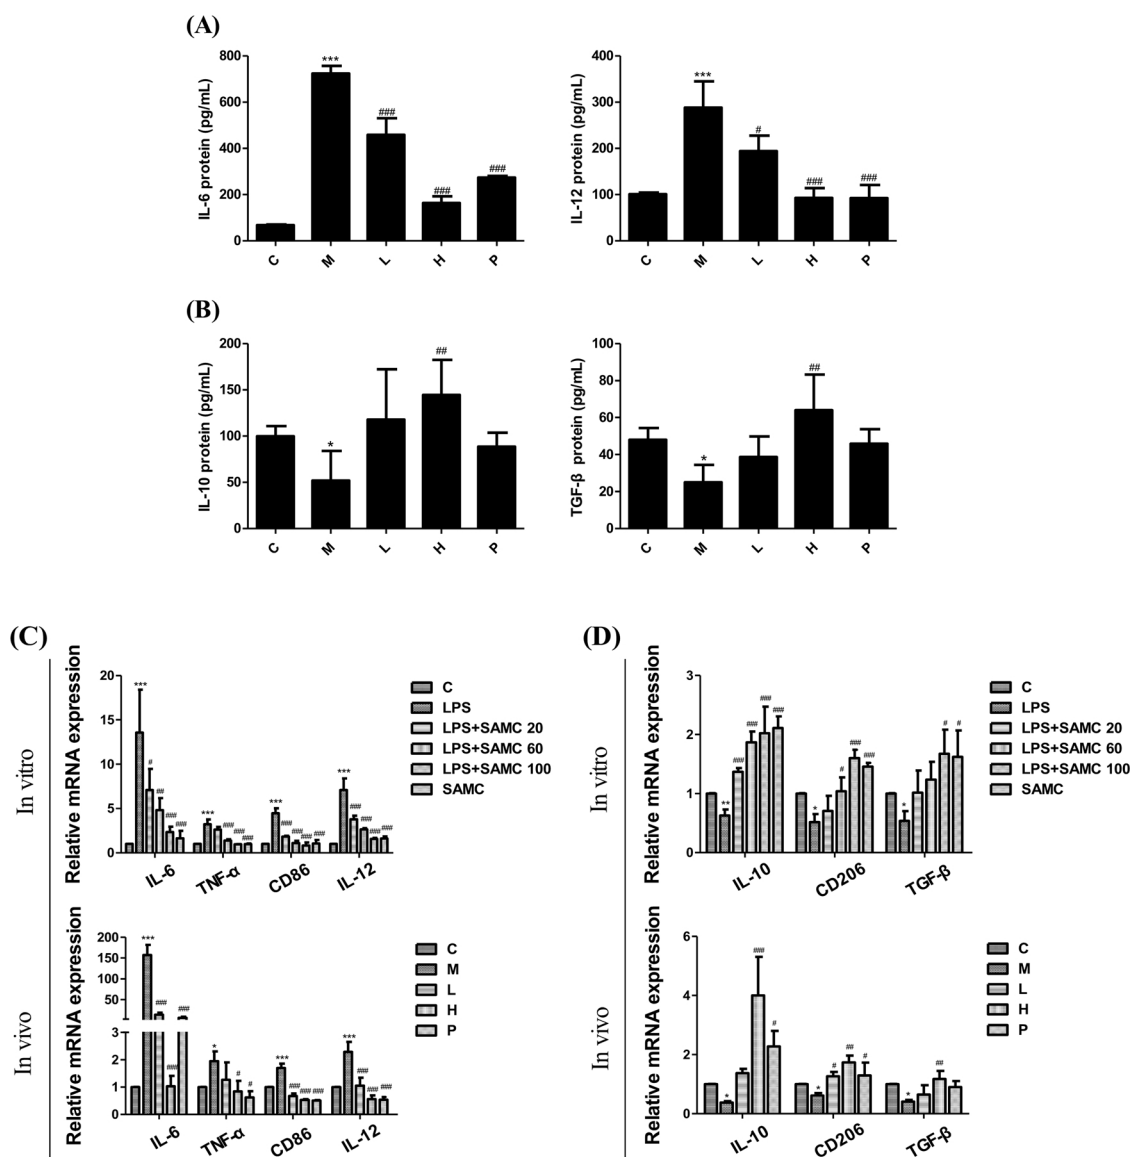 (A)
IL-6 protein (pg/mL)
800
600
400
200
0
***
###
###
###
C M L H P
IL-12 protein (pg/mL)
400
300
200
100
0
***
#
###
###
C M L H P
(B)
IL-10 protein (pg/mL)
200
150
100
50
0
*
##
C M L H P
TGF-β protein (pg/mL)
100
80
60
40
20
0
*
##
C M L H P
(C)
In vitro
Relative mRNA expression
20
15
10
5
0
*** # ## ### ###
*** ### ### ###
*** ### ### ### ###
*** ### ### ### ###
IL-6 TNF-α CD86 IL-12
C
LPS
LPS+SAMC 20
LPS+SAMC 60
LPS+SAMC 100
SAMC
In vivo
Relative mRNA expression
200
150
100
50
3
2
1
0
*** ### ### ###
* # #
*** ### ### ###
*** ### ### ###
IL-6 TNF-α CD86 IL-12
C
M
L
H
P
(D)
In vitro
Relative mRNA expression
3
2
1
0
** ### ### ### ###
* # ### ###
* # #
IL-10 CD206 TGF-β
C
LPS
LPS+SAMC 20
LPS+SAMC 60
LPS+SAMC 100
SAMC
In vivo
Relative mRNA expression
6
4
2
0
* ### #
* # ## #
* ##
IL-10 CD206 TGF-β
C
M
L
H
P